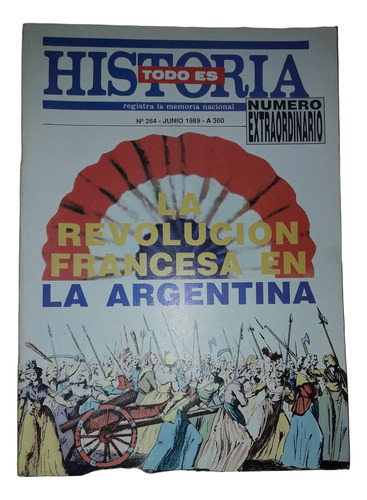 HISTORIA
TODO ES
registra la memoria nacional
NUMERO
EXTRAORDINARIO
Nº 264 - JUNIO 1989 - A 360
LA
REVOLUCION
FRANCESA EN
LA ARGENTINA